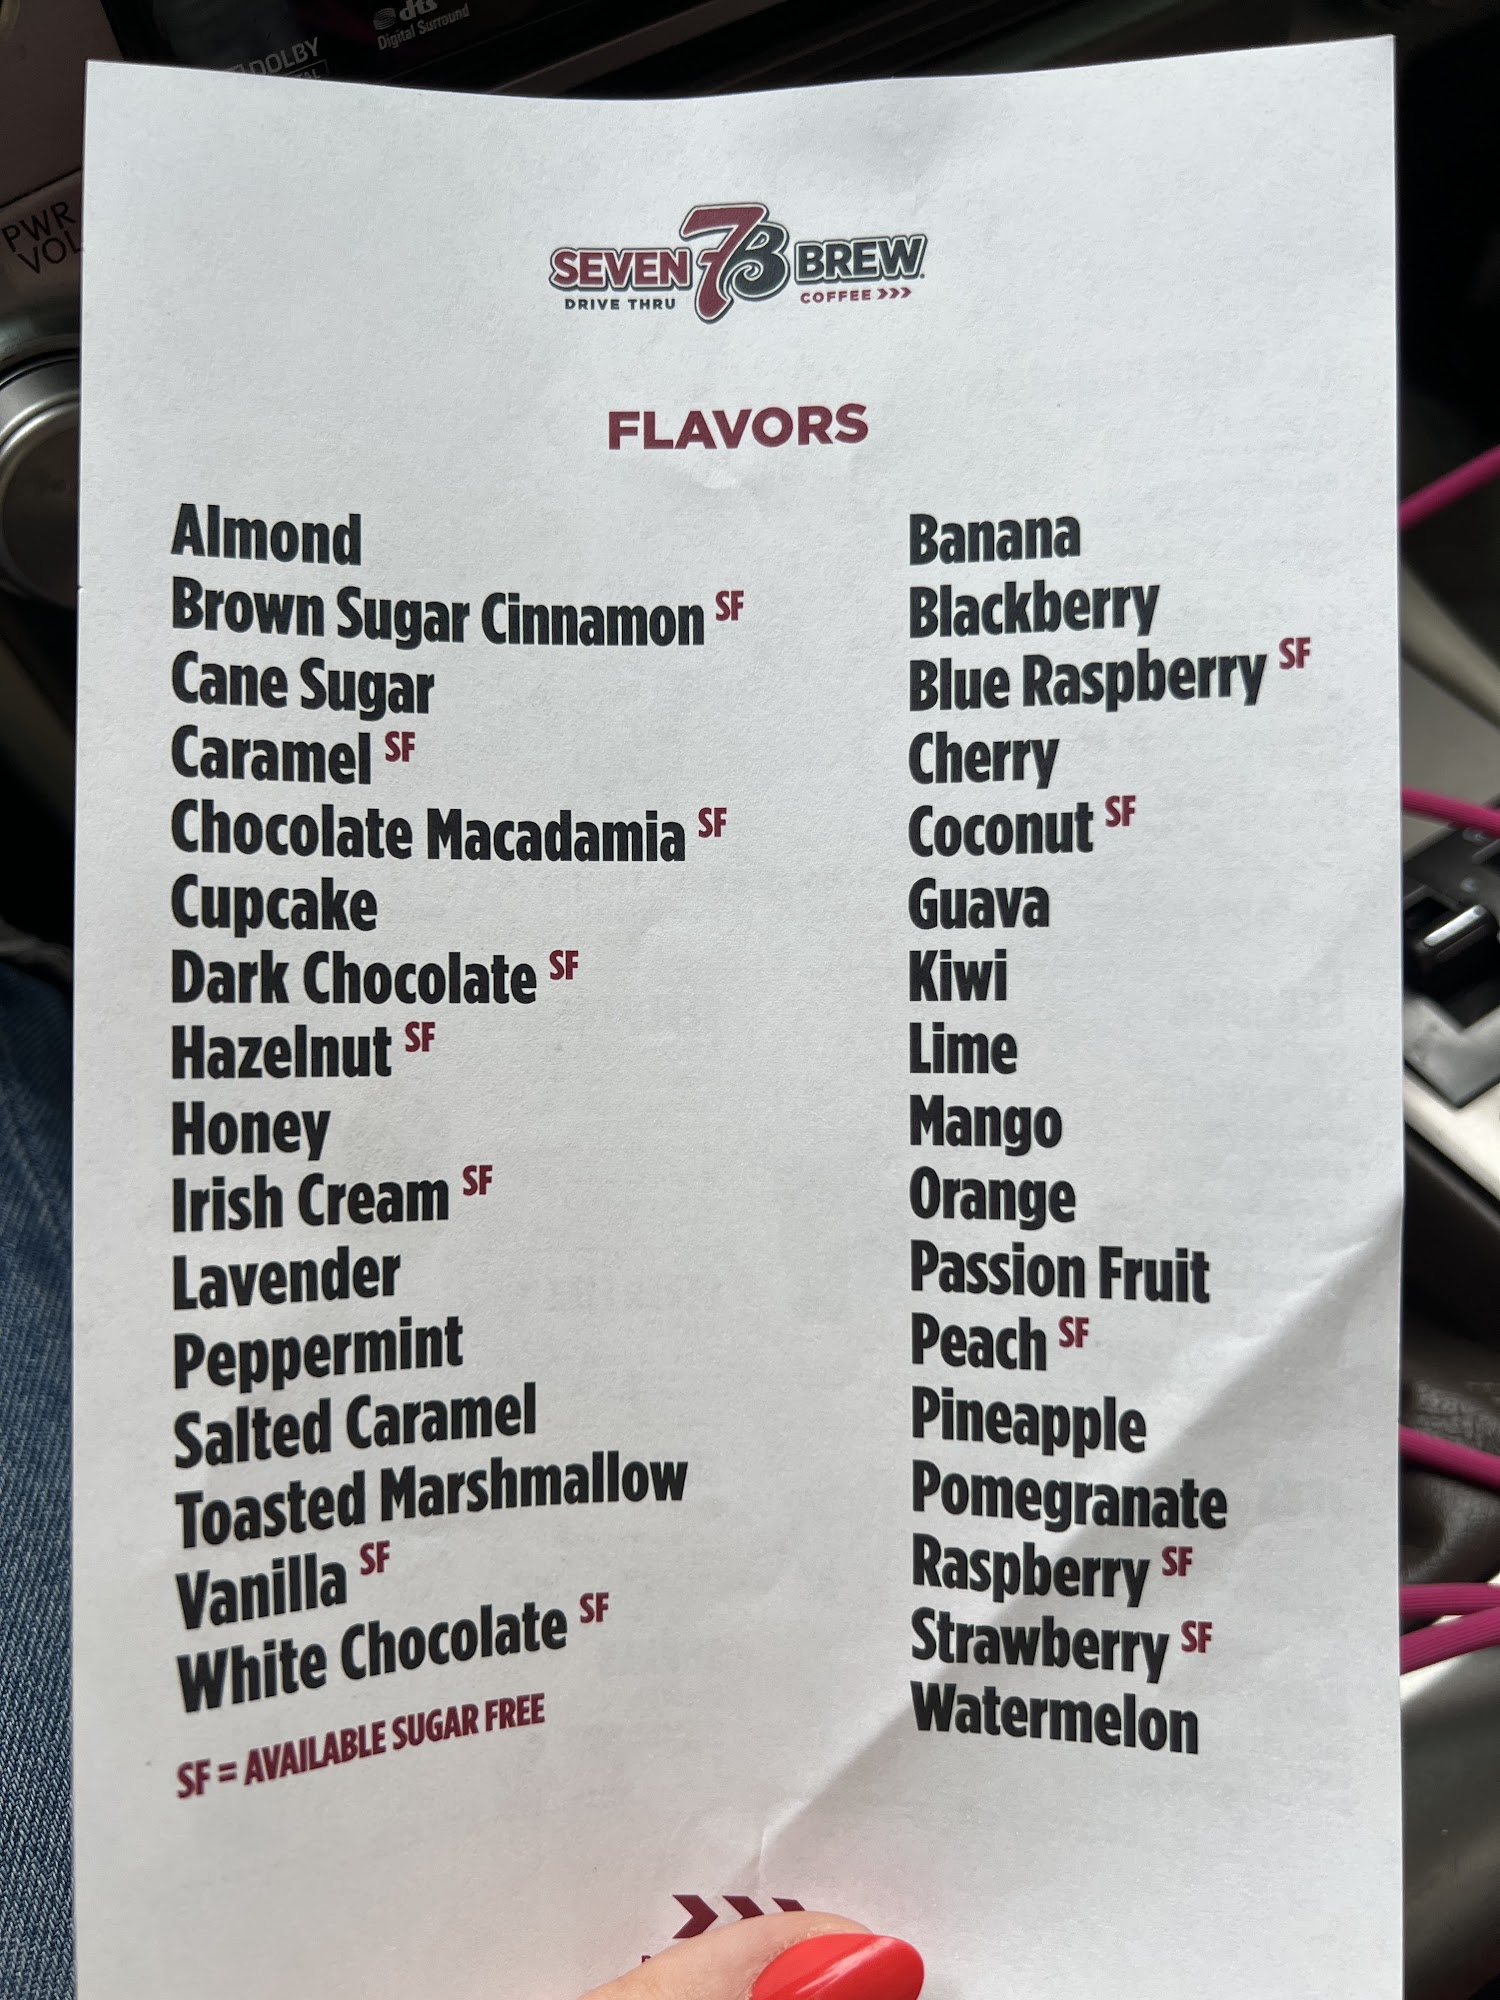 dts
Digital Surround
DOLBY
PWR
VOL
SEVEN 7B BREW
DRIVE THRU COFFEE >>>
FLAVORS
Almond
Brown Sugar Cinnamon SF
Cane Sugar
Caramel SF
Chocolate Macadamia SF
Cupcake
Dark Chocolate SF
Hazelnut SF
Honey
Irish Cream SF
Lavender
Peppermint
Salted Caramel
Toasted Marshmallow
Vanilla SF
White Chocolate SF
SF = AVAILABLE SUGAR FREE
Banana
Blackberry
Blue Raspberry SF
Cherry
Coconut SF
Guava
Kiwi
Lime
Mango
Orange
Passion Fruit
Peach SF
Pineapple
Pomegranate
Raspberry SF
Strawberry SF
Watermelon